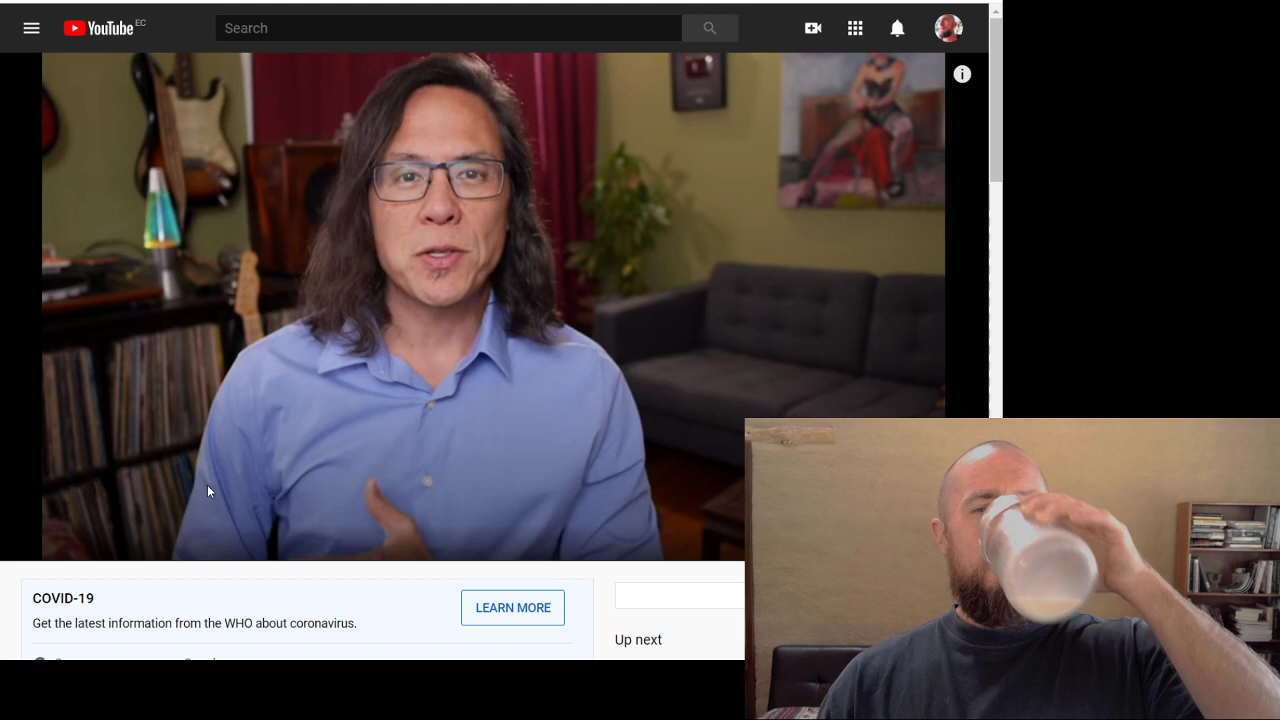 YouTube EC
Search
COVID-19
LEARN MORE
Get the latest information from the WHO about coronavirus.
Up next